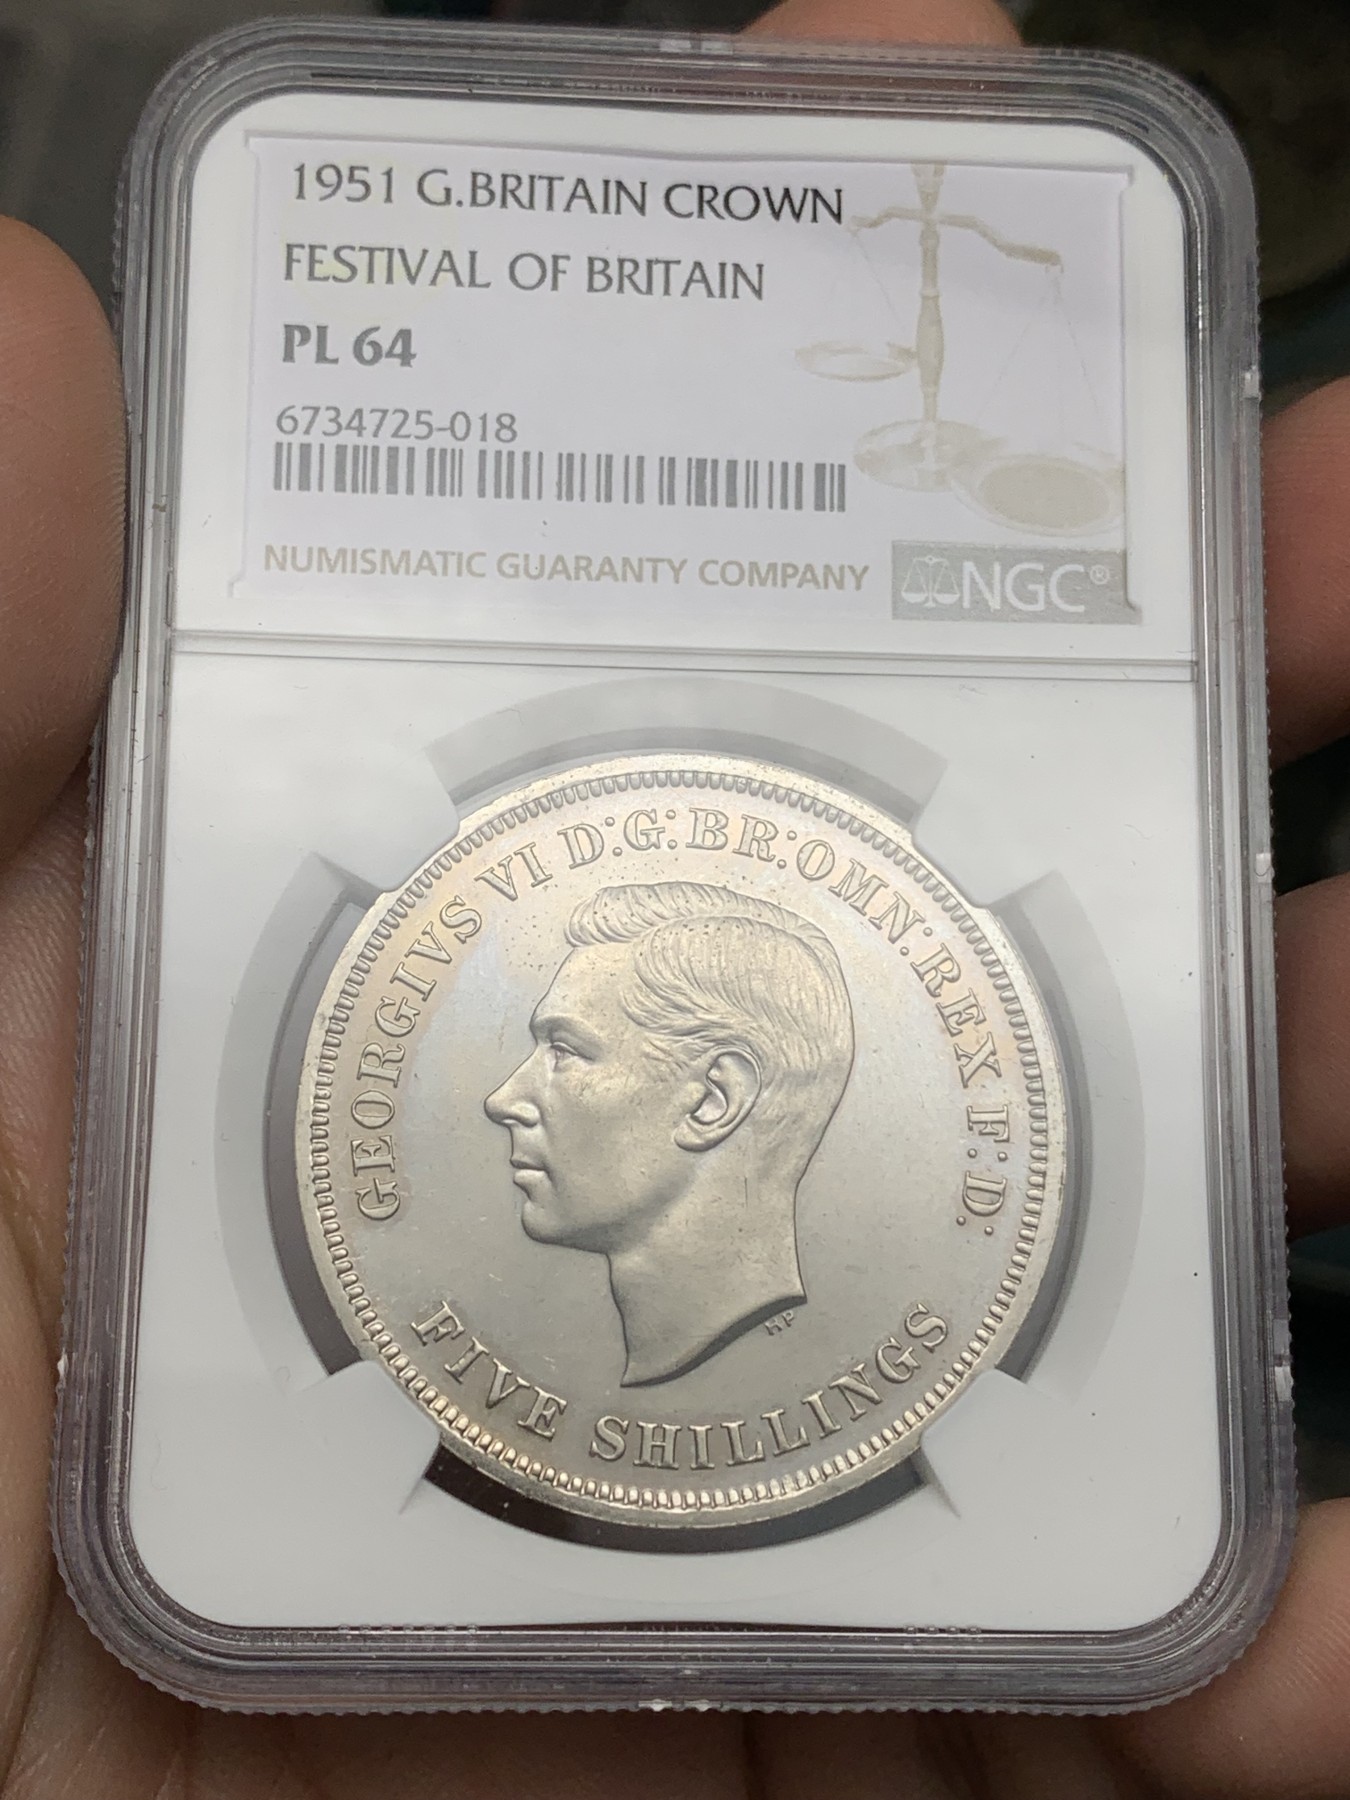 1951 G.BRITAIN CROWN
FESTIVAL OF BRITAIN
PL 64
6734725-018
NUMISMATIC GUARANTY COMPANY
NGC®
GEORGIVS VI D:G:BR:OMN:REX F:D:
HP
FIVE SHILLINGS